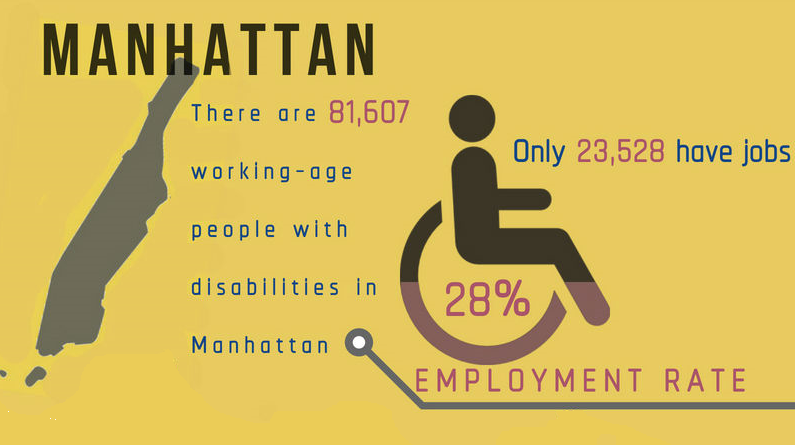 MANHATTAN
There are 81,607
working-age
people with
disabilities in
Manhattan
Only 23,528 have jobs
28%
EMPLOYMENT RATE